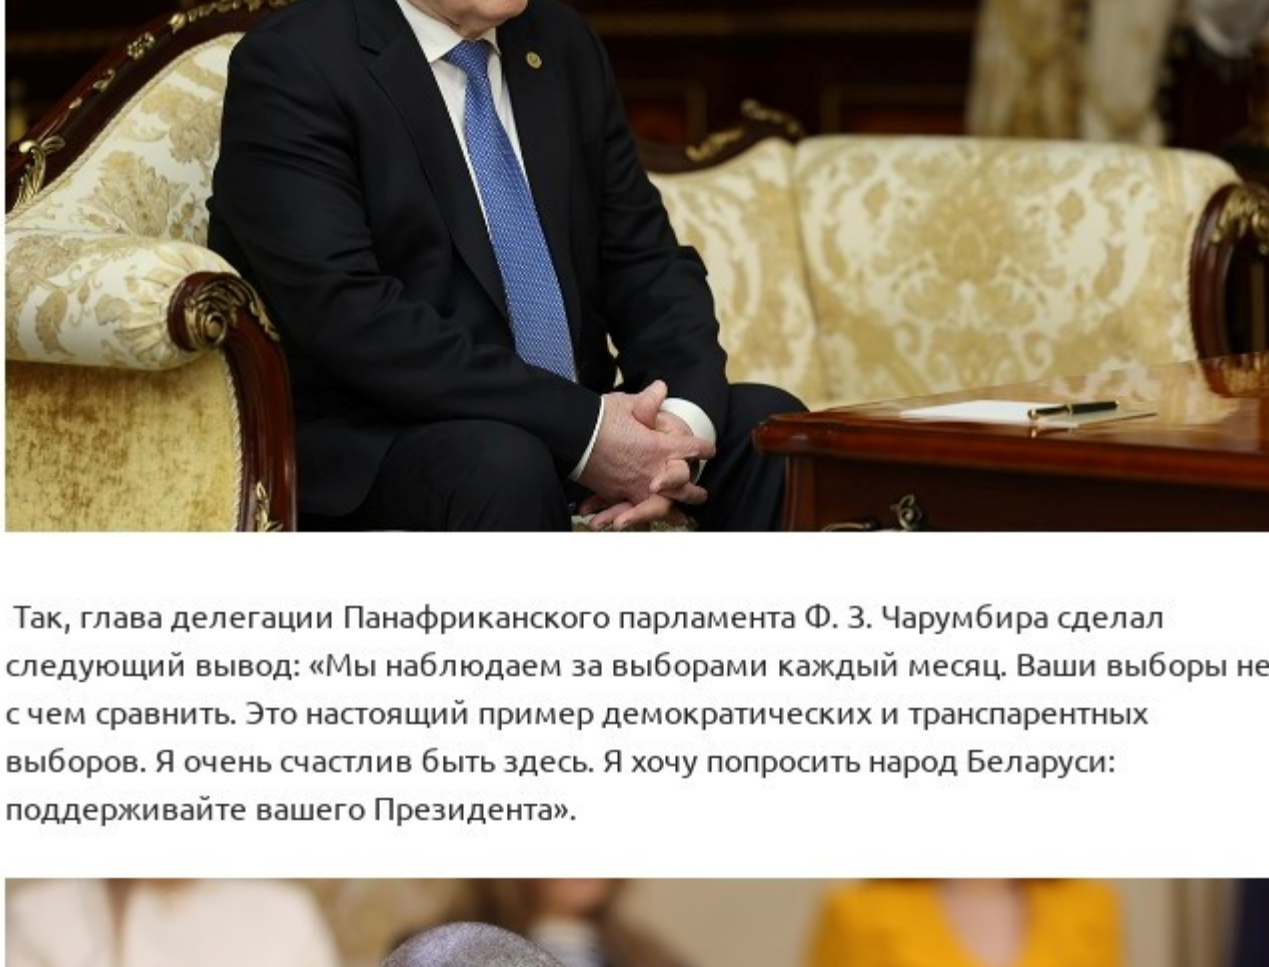 Так, глава делегации Панафриканского парламента Ф. З. Чарумбира сделал
следующий вывод: «Мы наблюдаем за выборами каждый месяц. Ваши выборы не
с чем сравнить. Это настоящий пример демократических и транспарентных
выборов. Я очень счастлив быть здесь. Я хочу попросить народ Беларуси:
поддерживайте вашего Президента».